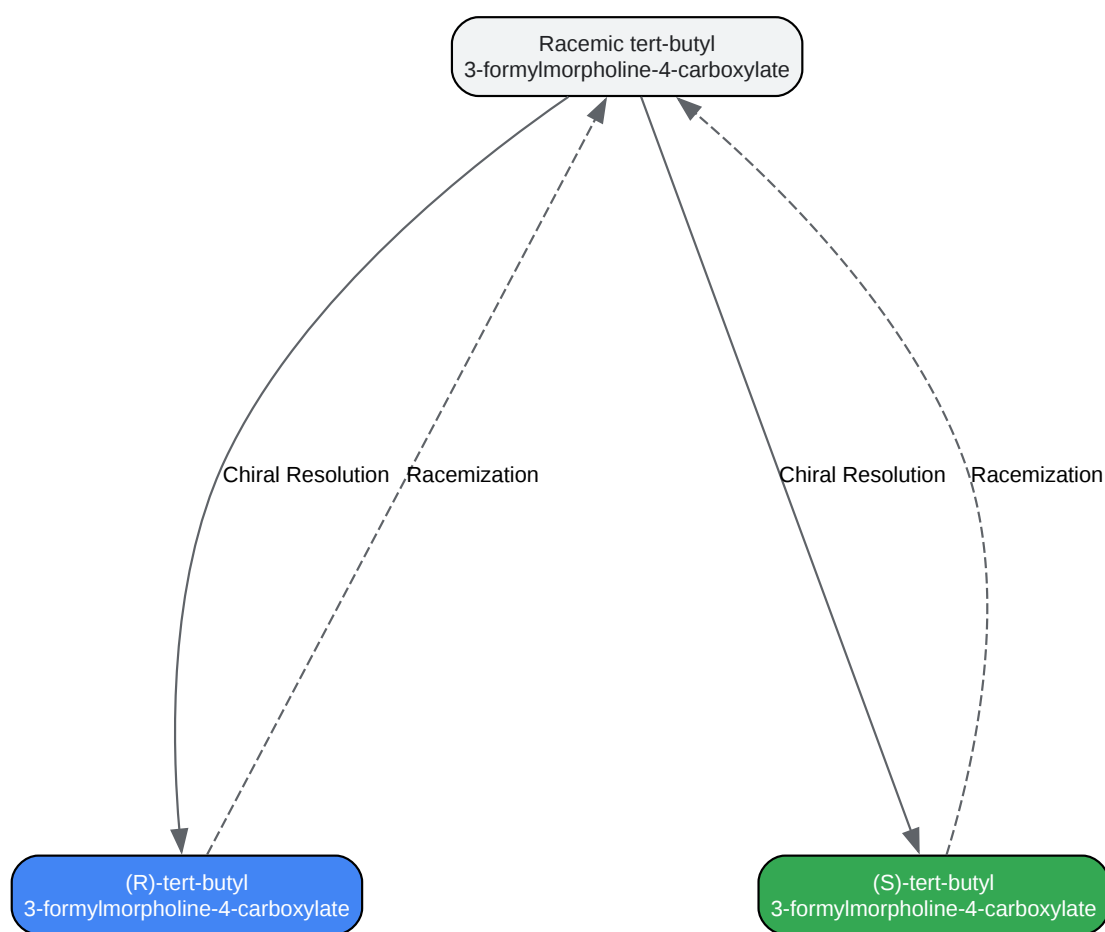 Racemic tert-butyl
3-formylmorpholine-4-carboxylate
Chiral Resolution
Racemization
Chiral Resolution
Racemization
(R)-tert-butyl
3-formylmorpholine-4-carboxylate
(S)-tert-butyl
3-formylmorpholine-4-carboxylate